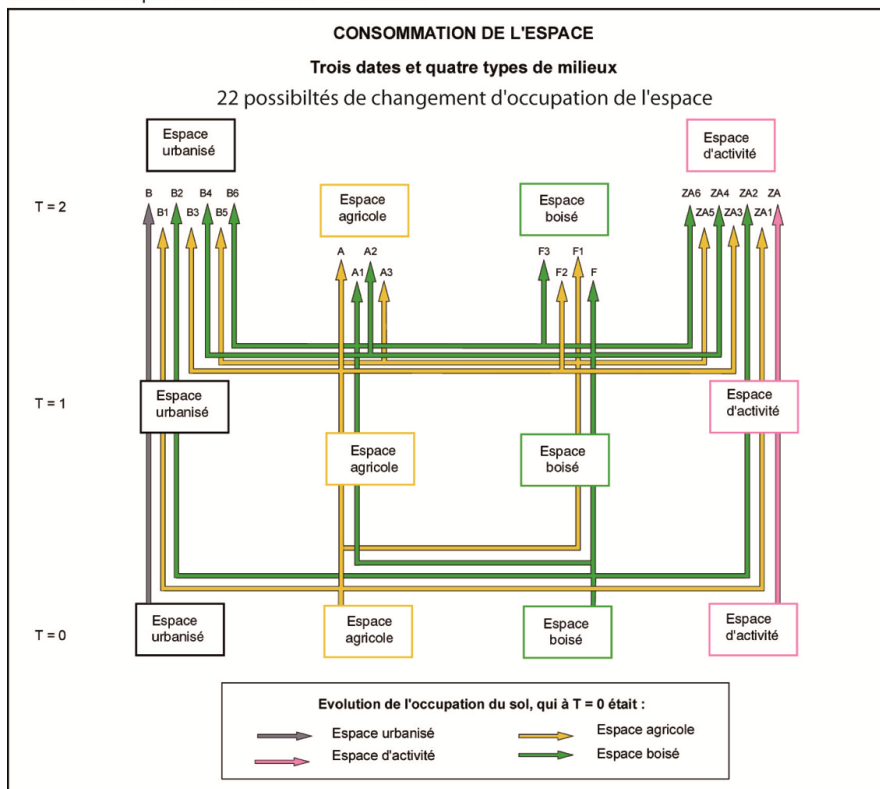 CONSOMMATION DE L'ESPACE
Trois dates et quatre types de milieux
22 possibiltés de changement d'occupation de l'espace
Espace
urbanisé
Espace
d'activité
T = 2
B B2 B4 B6
B1 B3 B5
Espace
agricole
Espace
boisé
ZA6 ZA4 ZA2 ZA
ZA5 ZA3 ZA1
A A2
A1 A3
F3 F1
F2 F
T = 1
Espace
urbanisé
Espace
d'activité
Espace
agricole
Espace
boisé
T = 0
Espace
urbanisé
Espace
agricole
Espace
boisé
Espace
d'activité
Evolution de l'occupation du sol, qui à T = 0 était :
Espace urbanisé
Espace agricole
Espace d'activité
Espace boisé